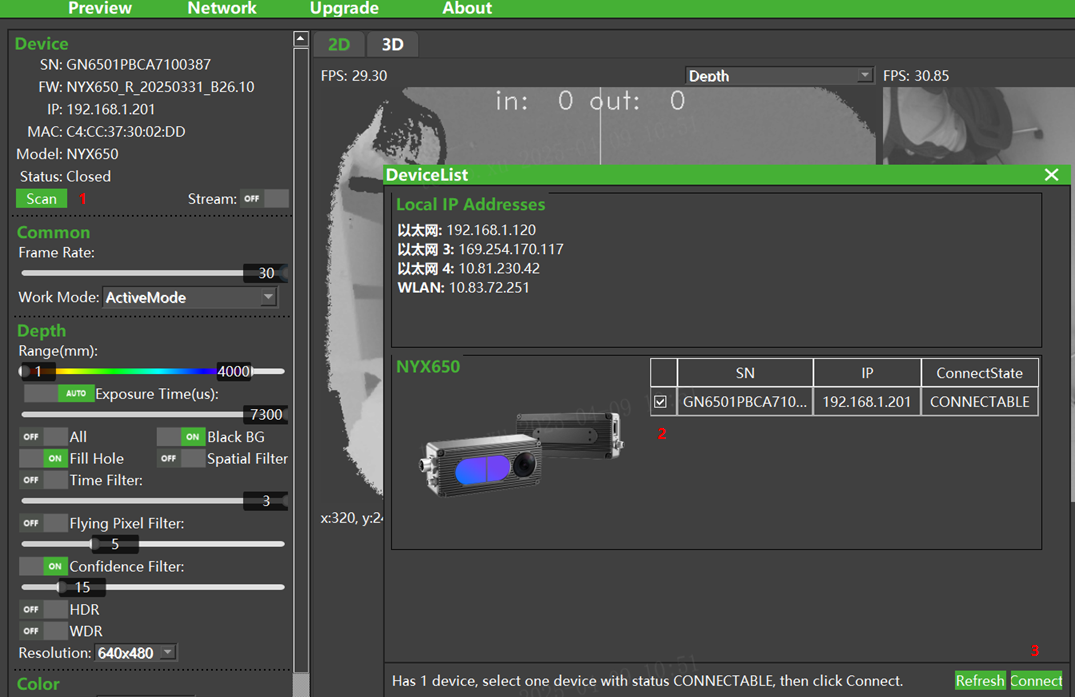 Preview Network Upgrade About
Device
SN: GN6501PBCA7100387
FW: NYX650_R_20250331_B26.10
IP: 192.168.1.201
MAC: C4:CC:37:30:02:DD
Model: NYX650
Status: Closed
Scan 1 Stream: OFF
Common
Frame Rate:
30
Work Mode: ActiveMode
Depth
Range(mm):
1 4000
AUTO Exposure Time(us):
7300
OFF All ON Black BG
ON Fill Hole OFF Spatial Filter
OFF Time Filter:
3
OFF Flying Pixel Filter:
5
ON Confidence Filter:
15
OFF HDR
OFF WDR
Resolution: 640x480
Color
2D 3D
FPS: 29.30 Depth FPS: 30.85
in: 0 out: 0
x:320, y:24
DeviceList
Local IP Addresses
以太网: 192.168.1.120
以太网 3: 169.254.170.117
以太网 4: 10.81.230.42
WLAN: 10.83.72.251
NYX650
SN IP ConnectState
GN6501PBCA710... 192.168.1.201 CONNECTABLE
2
3
Has 1 device, select one device with status CONNECTABLE, then click Connect. Refresh Connect